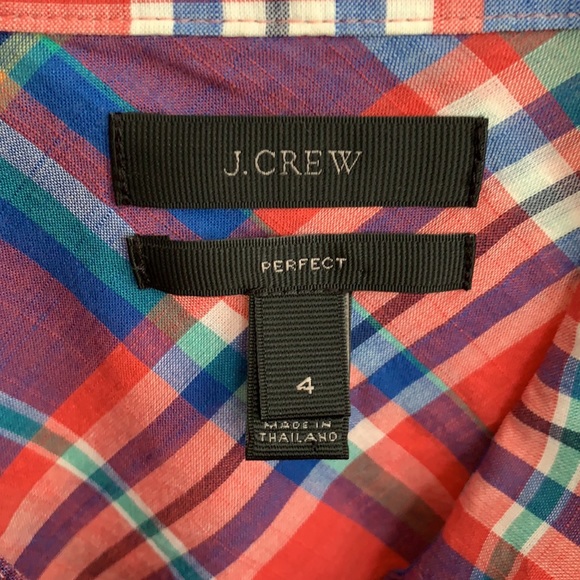 J.CREW
PERFECT
4
MADE IN
THAILAND